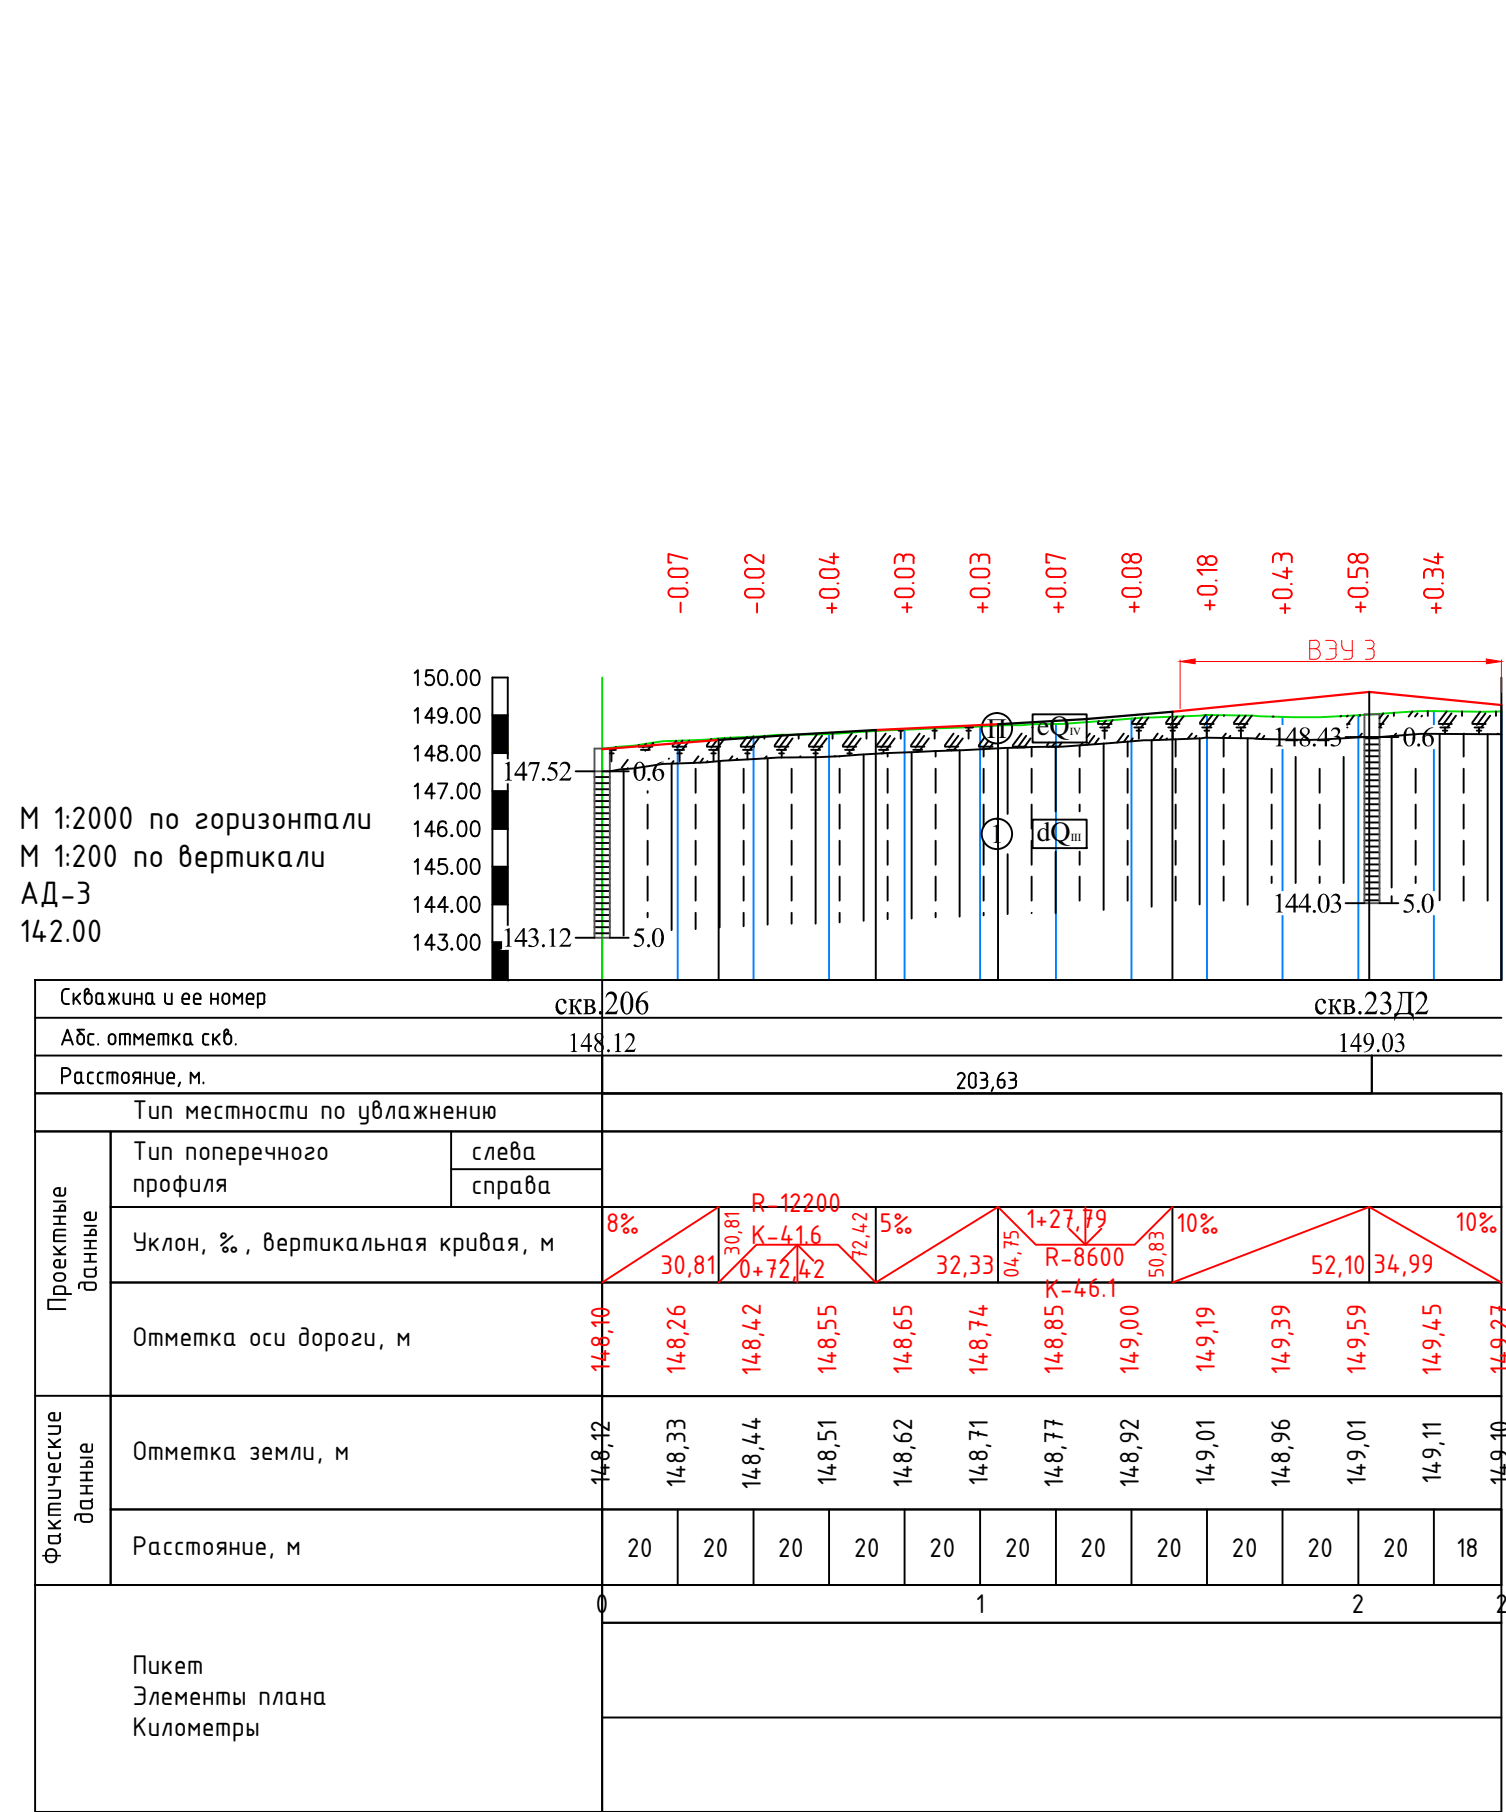 -0.07 -0.02 +0.04 +0.03 +0.03 +0.07 +0.08 +0.18 +0.43 +0.58 +0.34
ВЭУ 3
150.00
149.00
148.00
147.00
146.00
145.00
144.00
143.00
М 1:2000 по горизонтали
М 1:200 по вертикали
АД-3
142.00
147.52 0.6
143.12 5.0
II eQIV
1 dQIII
148.43 0.6
144.03 5.0
Скважина и ее номер скв.206 скв.23Д2
Абс. отметка скв. 148.12 149.03
Расстояние, м. 203,63
Тип местности по увлажнению
Проектные
данные
Тип поперечного
профиля
слева
справа
Уклон, ‰, вертикальная кривая, м
8‰ 30,81
30,81
R-12200
K-41.6
0+72,42
72,42
5‰ 32,33
04,75
1+27,79
R-8600
K-46.1
50,83
10‰ 52,10
34,99 10‰
Отметка оси дороги, м 148,10 148,26 148,42 148,55 148,65 148,74 148,85 149,00 149,19 149,39 149,59 149,45 149,27
Фактические
данные
Отметка земли, м 148,12 148,33 148,44 148,51 148,62 148,71 148,77 148,92 149,01 148,96 149,01 149,11 149,10
Расстояние, м 20 20 20 20 20 20 20 20 20 20 20 18
0 1 2 2
Пикет
Элементы плана
Километры